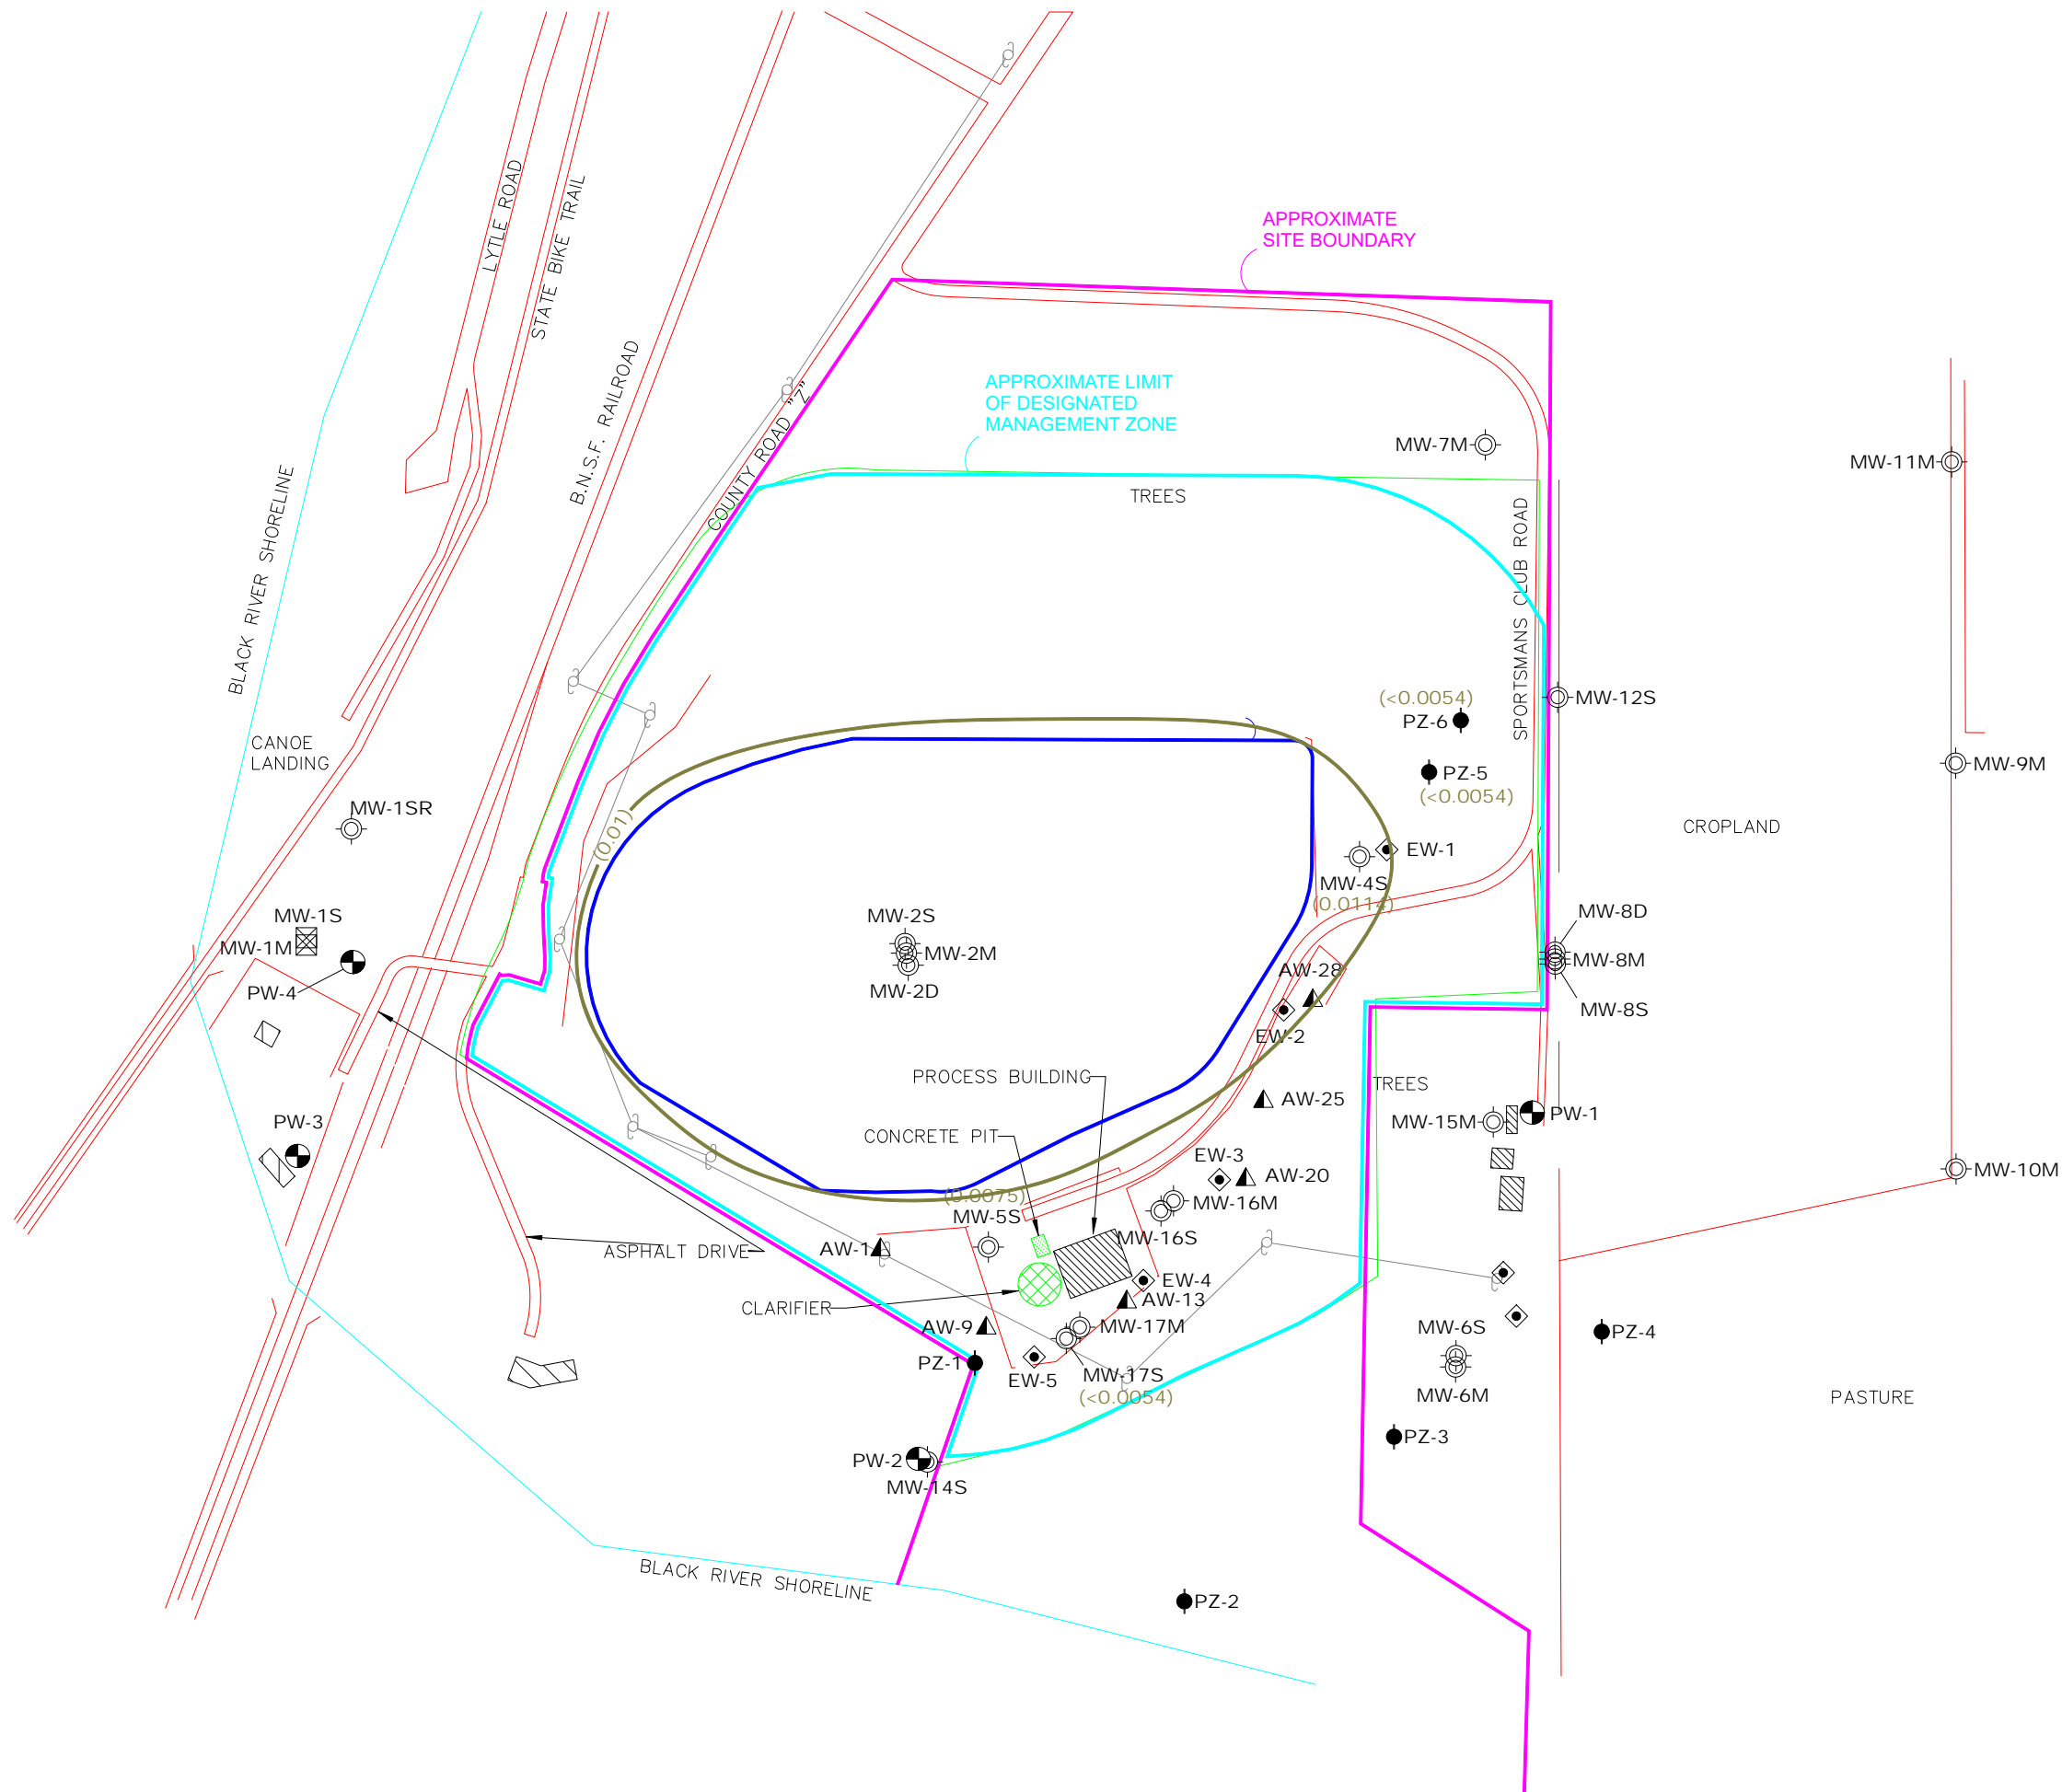 LYTLE ROAD
STATE BIKE TRAIL
B.N.S.F. RAILROAD
COUNTY ROAD "Z"
BLACK RIVER SHORELINE
APPROXIMATE
SITE BOUNDARY
APPROXIMATE LIMIT
OF DESIGNATED
MANAGEMENT ZONE
TREES
MW-7M
MW-11M
SPORTSMANS CLUB ROAD
(<0.0054)
PZ-6
MW-12S
PZ-5
(<0.0054)
MW-9M
CANOE
LANDING
MW-1SR
(0.01)
CROPLAND
EW-1
MW-4S
(0.0114)
MW-1S
MW-1M
PW-4
MW-2S
MW-2M
MW-2D
MW-8D
MW-8M
MW-8S
AW-28
EW-2
PROCESS BUILDING
TREES
AW-25
PW-3
CONCRETE PIT
MW-15M
PW-1
EW-3
AW-20
MW-10M
(0.0075)
MW-5S
MW-16M
MW-16S
AW-1
ASPHALT DRIVE
EW-4
AW-13
CLARIFIER
AW-9
MW-17M
MW-6S
PZ-4
PZ-1
EW-5
MW-17S
(<0.0054)
MW-6M
PASTURE
PZ-3
PW-2
MW-14S
BLACK RIVER SHORELINE
PZ-2